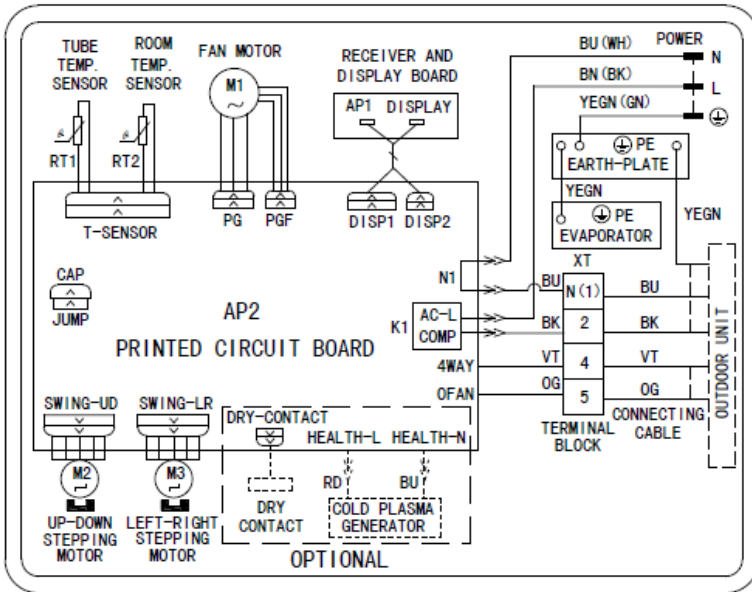 TUBE
TEMP.
SENSOR
ROOM
TEMP.
SENSOR
FAN MOTOR
RECEIVER AND
DISPLAY BOARD
BU(WH)
POWER
N
M1
~
AP1 DISPLAY
BN(BK)
L
YEGN(GN)
RT1
RT2
PE
EARTH-PLATE
YEGN
YEGN
PE
EVAPORATOR
T-SENSOR
PG
PGF
DISP1
DISP2
XT
CAP
JUMP
N1
BU
N(1)
BU
AP2
PRINTED CIRCUIT BOARD
K1
AC-L
COMP
BK
2
BK
4WAY
VT
4
VT
OFAN
OG
5
OG
OUTDOOR UNIT
TERMINAL
BLOCK
CONNECTING
CABLE
SWING-UD
SWING-LR
DRY-CONTACT
HEALTH-L
HEALTH-N
M2
~
M3
~
RD
BU
UP-DOWN
STEPPING
MOTOR
LEFT-RIGHT
STEPPING
MOTOR
DRY
CONTACT
COLD PLASMA
GENERATOR
OPTIONAL